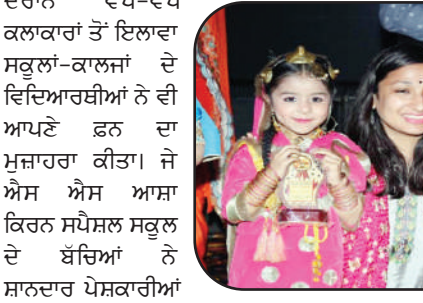 ਦੌਰਾਨ ਵੱਖ-ਵੱਖ
ਕਲਾਕਾਰਾਂ ਤੋਂ ਇਲਾਵਾ
ਸਕੂਲਾਂ-ਕਾਲਜਾਂ ਦੇ
ਵਿਦਿਆਰਥੀਆਂ ਨੇ ਵੀ
ਆਪਣੇ ਫ਼ਨ ਦਾ
ਮੁਜ਼ਾਹਰਾ ਕੀਤਾ। ਜੇ
ਐਸ ਐਸ ਆਸ਼ਾ
ਕਿਰਨ ਸਪੈਸ਼ਲ ਸਕੂਲ
ਦੇ ਬੱਚਿਆਂ ਨੇ
ਸ਼ਾਨਦਾਰ ਪੇਸ਼ਕਾਰੀਆਂ